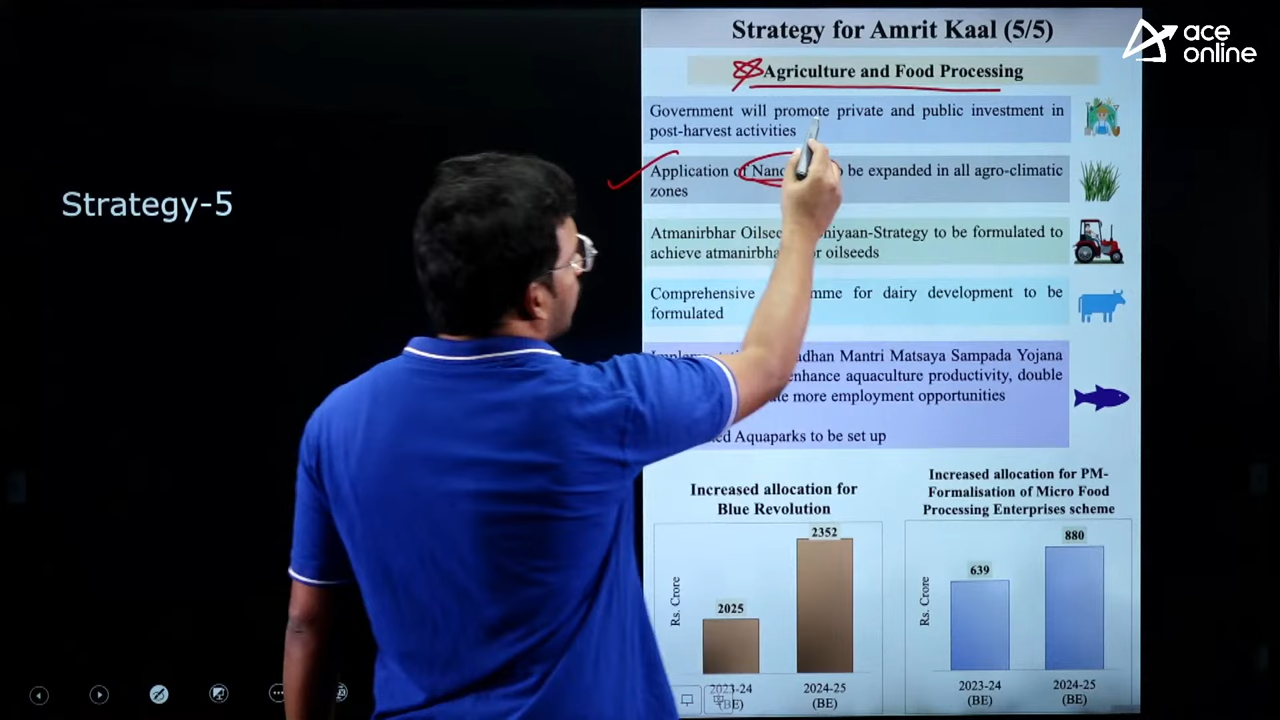 Strategy for Amrit Kaal (5/5)
ace
online
Agriculture and Food Processing
Government will promote private and public investment in
post-harvest activities
Strategy-5
Application of be expanded in all agro-climatic
zones
Atmanirbhar niyaan-Strategy to be formulated to
achieve oilseeds
Comprehensive for dairy development to be
formulated
Mantri Matsaya Sampada Yojana
enhance aquaculture productivity, double
more employment opportunities
Aquaparks to be set up
Increased allocation for
Blue Revolution
2352
2025
Rs. Crore
2023-24
(BE)
2024-25
(BE)
Increased allocation for PM-
Formalisation of Micro Food
Processing Enterprises scheme
880
639
Rs. Crore
2023-24
(BE)
2024-25
(BE)